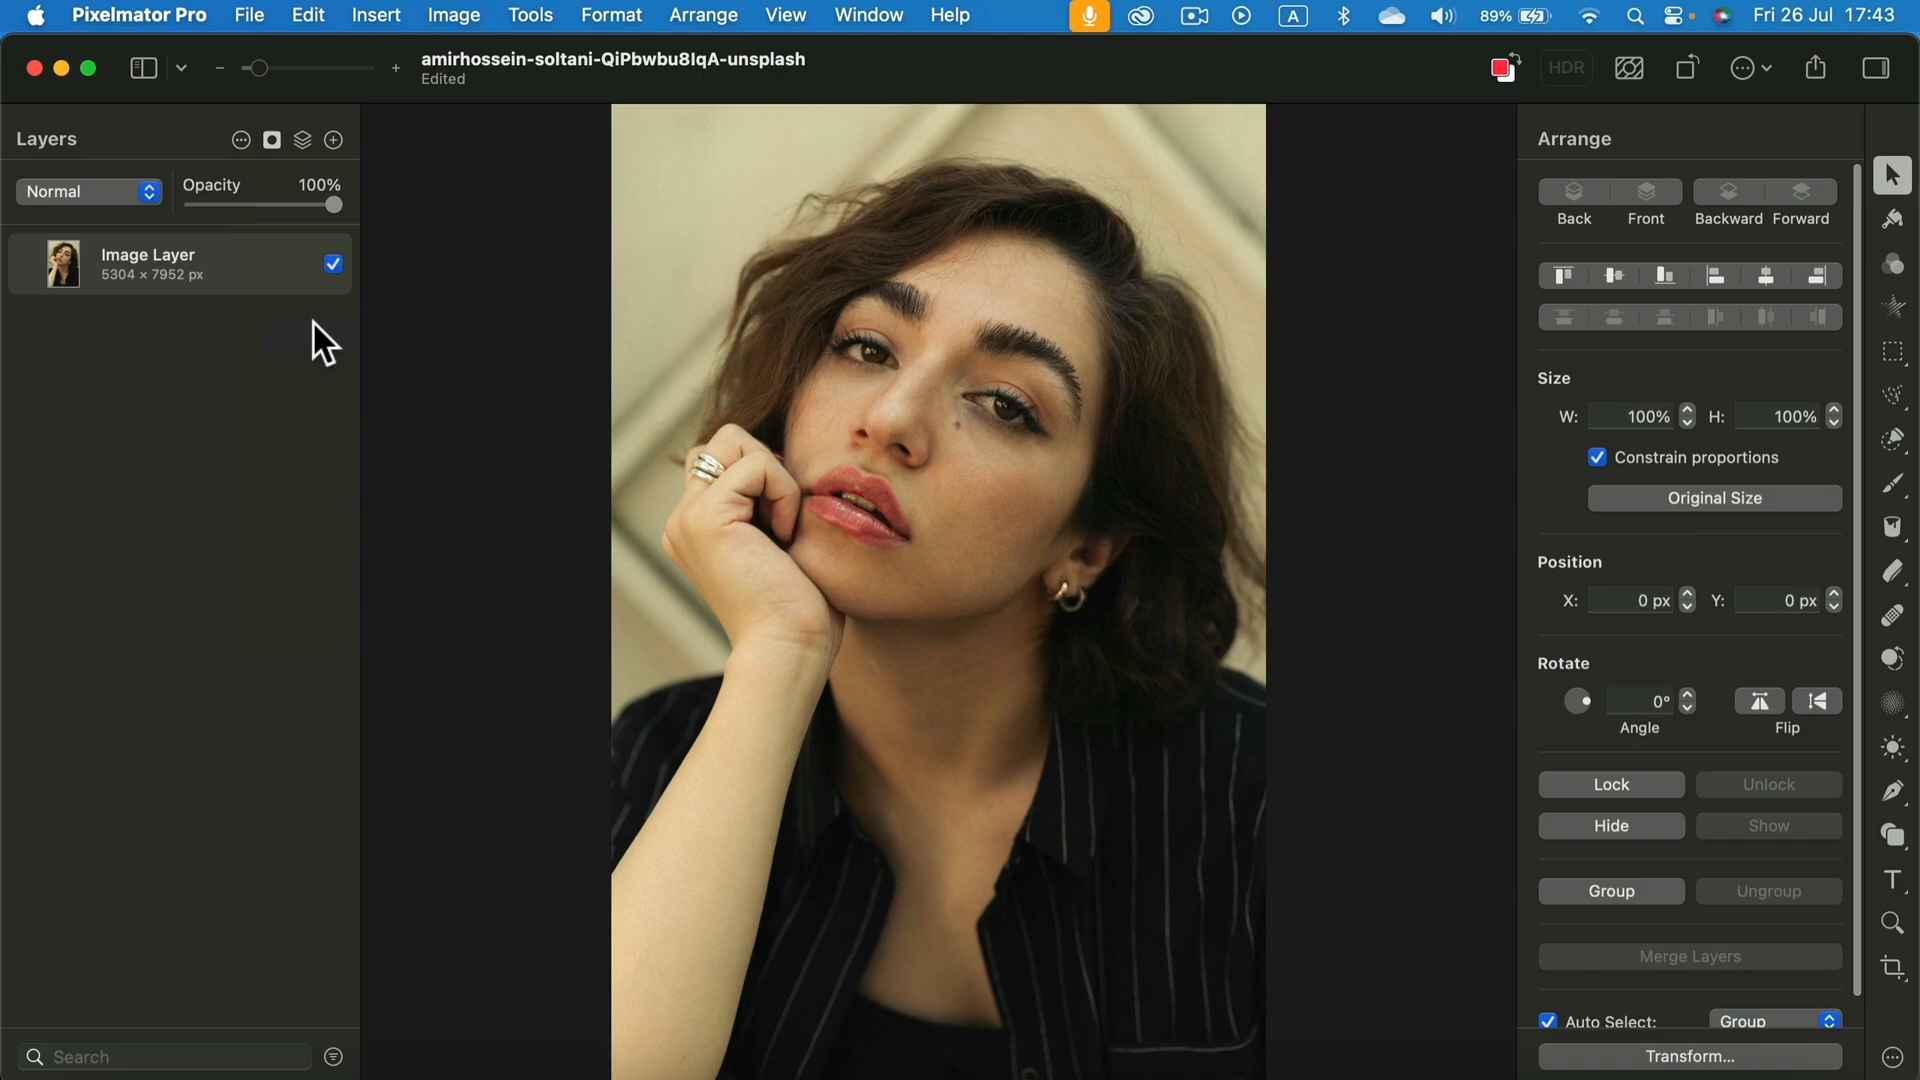 Pixelmator Pro File Edit Insert Image Tools Format Arrange View Window Help A 89% Fri 26 Jul 17:43
amirhossein-soltani-QiPbwbu8IqA-unsplash
Edited
HDR
Layers
Normal
Opacity 100%
Image Layer
5304 × 7952 px
Search
Arrange
Back Front Backward Forward
Size
W: 100% H: 100%
Constrain proportions
Original Size
Position
X: 0 px Y: 0 px
Rotate
0°
Angle Flip
Lock Unlock
Hide Show
Group Ungroup
Merge Layers
Auto Select: Group
Transform...
T